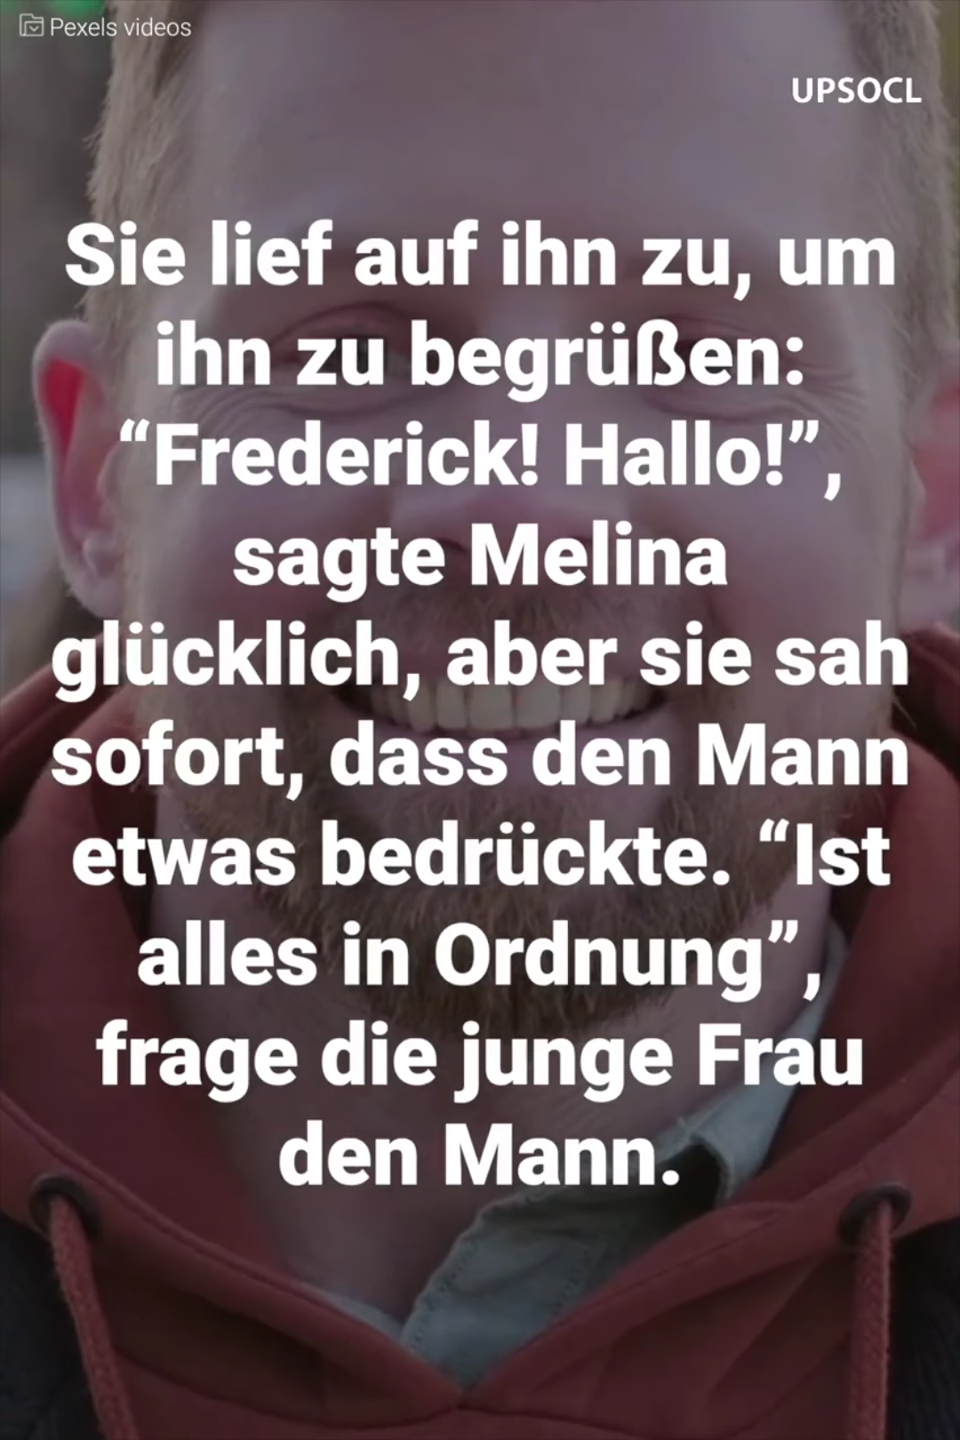 Pexels videos
UPSOCL
Sie lief auf ihn zu, um
ihn zu begrüßen:
“Frederick! Hallo!”,
sagte Melina
glücklich, aber sie sah
sofort, dass den Mann
etwas bedrückte. “Ist
alles in Ordnung”,
frage die junge Frau
den Mann.